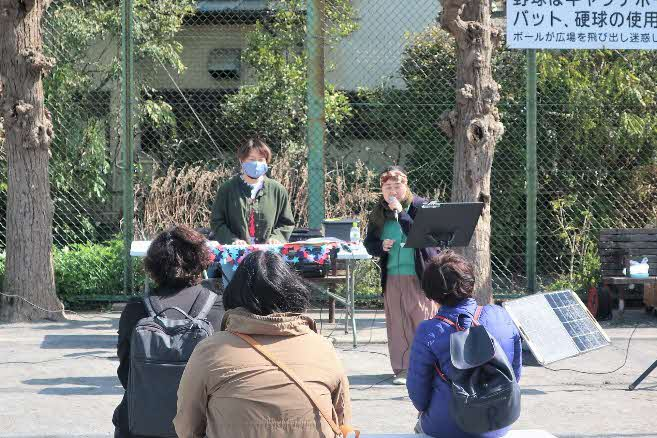 野球はキャッチボ
バット、硬球の使用
ボールが広場を飛び出し迷惑し